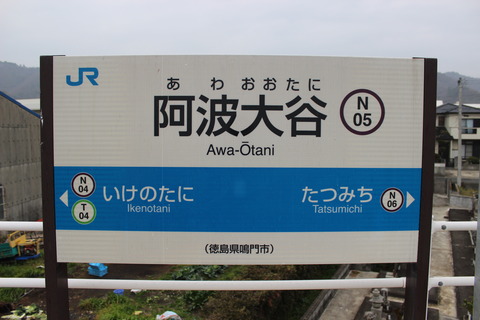 JR
あわおおたに
阿波大谷
N
05
Awa-Ōtani
N
04
T
04
いけのたに
Ikenotani
たつみち
Tatsumichi
N
06
(徳島県鳴門市)